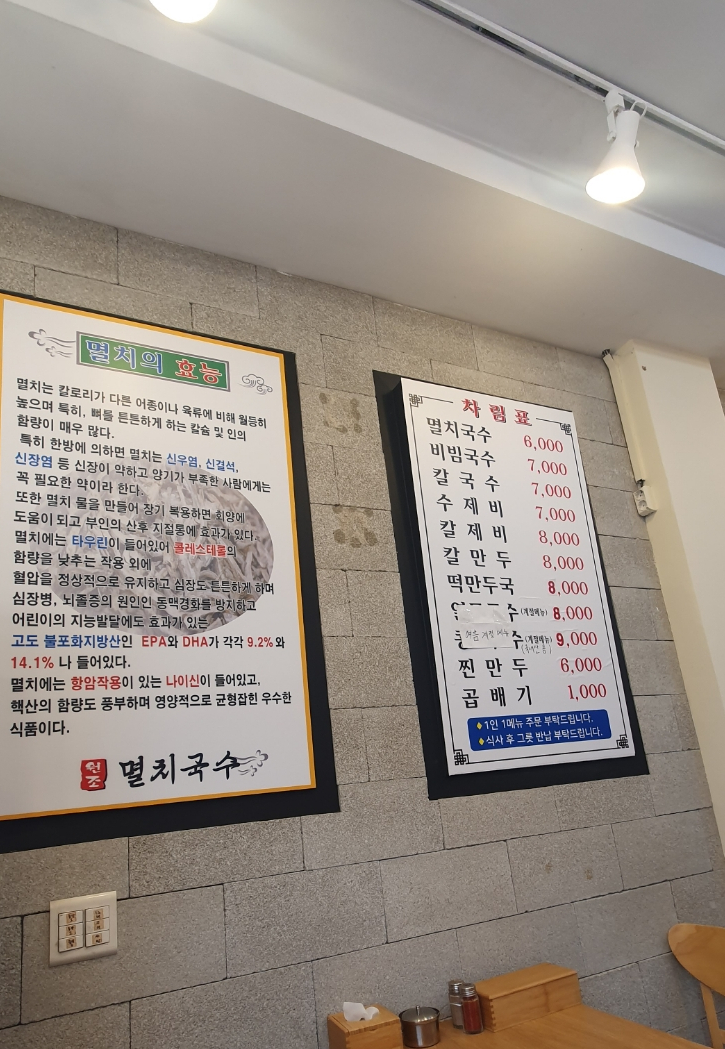 멸치의 효능
멸치는 칼로리가 다른 어종이나 육류에 비해 월등히
높으며 특히, 뼈를 튼튼하게 하는 칼슘 및 인의
함량이 매우 많다.
특히 한방에 의하면 멸치는 신우염, 신결석,
신장염 등 신장이 약하고 양기가 부족한 사람에게는
꼭 필요한 약이라 한다.
또한 멸치 물을 만들어 장기 복용하면 회양에
도움이 되고 부인의 산후 지절통에 효과가 있다.
멸치에는 타우린이 들어있어 콜레스테롤의
함량을 낮추는 작용 외에
혈압을 정상적으로 유지하고 심장도 튼튼하게 하며
심장병, 뇌졸증의 원인인 동맥경화를 방지하고
어린이의 지능발달에도 효과가 있는
고도 불포화지방산인 EPA와 DHA가 각각 9.2%와
14.1% 나 들어있다.
멸치에는 항암작용이 있는 나이신이 들어있고,
핵산의 함량도 풍부하며 영양적으로 균형잡힌 우수한
식품이다.
원조 멸치국수
차림표
멸치국수 6,000
비빔국수 7,000
칼국수 7,000
수제비 7,000
칼제비 8,000
칼만두 8,000
떡만두국 8,000
수 (계절메뉴) 8,000
수 (계절메뉴) 9,000
찐만두 6,000
곱배기 1,000
1인 1메뉴 주문 부탁드립니다.
식사 후 그릇 반납 부탁드립니다.